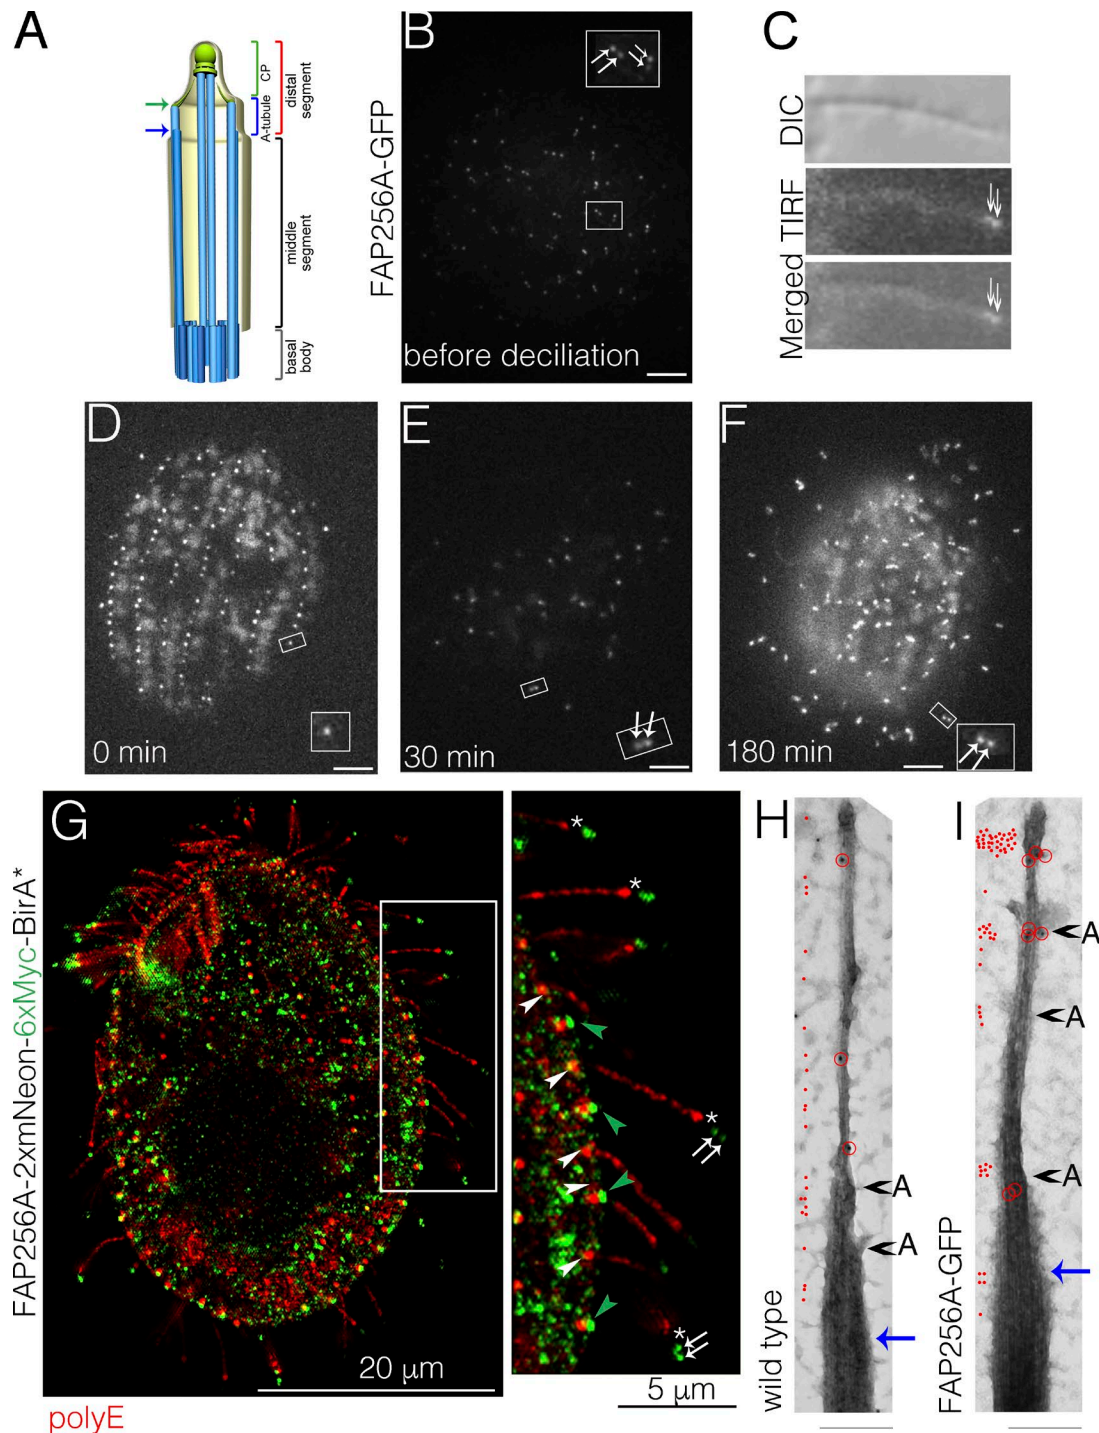 A
CP
distal
segment
A-tubule
middle
segment
basal
body
B
FAP256A-GFP
before deciliation
C
DIC
TIRF
Merged
D
0 min
E
30 min
F
180 min
G
FAP256A-2xmNeon-6xMyc-BirA*
polyE
20 µm
*
*
*
*
5 µm
H
wild type
A
A
I
FAP256A-GFP
A
A
A